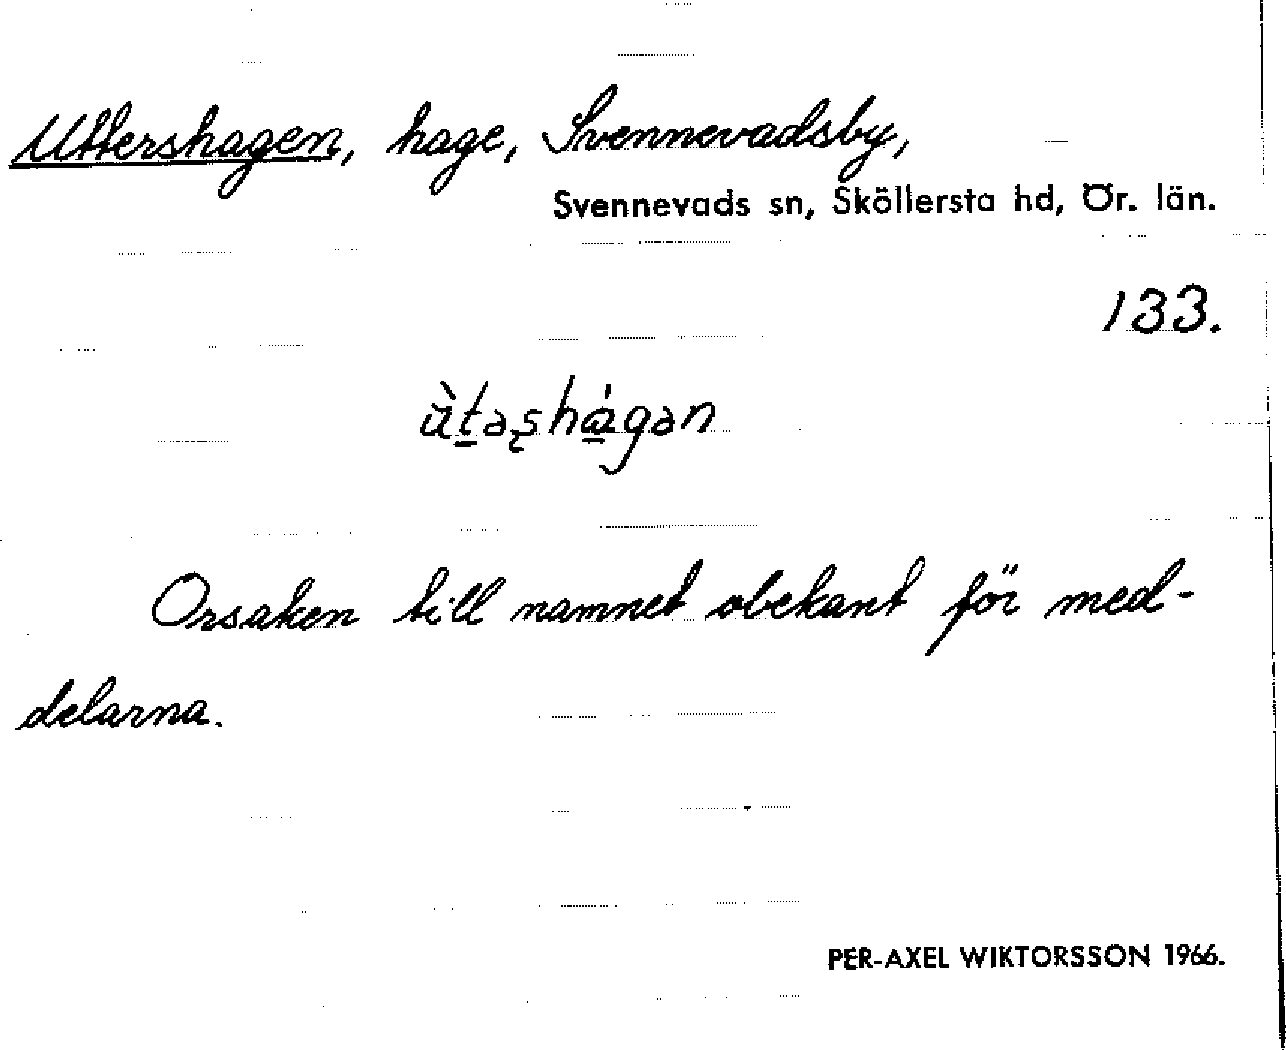 Uttershagen, hage, Svennevadsby,
Svennevads sn, Sköllersta hd, Ör. län.
133.
ùtəʂhágən
Orsaken till namnet obekant för med-
delarna.
PER-AXEL WIKTORSSON 1966.